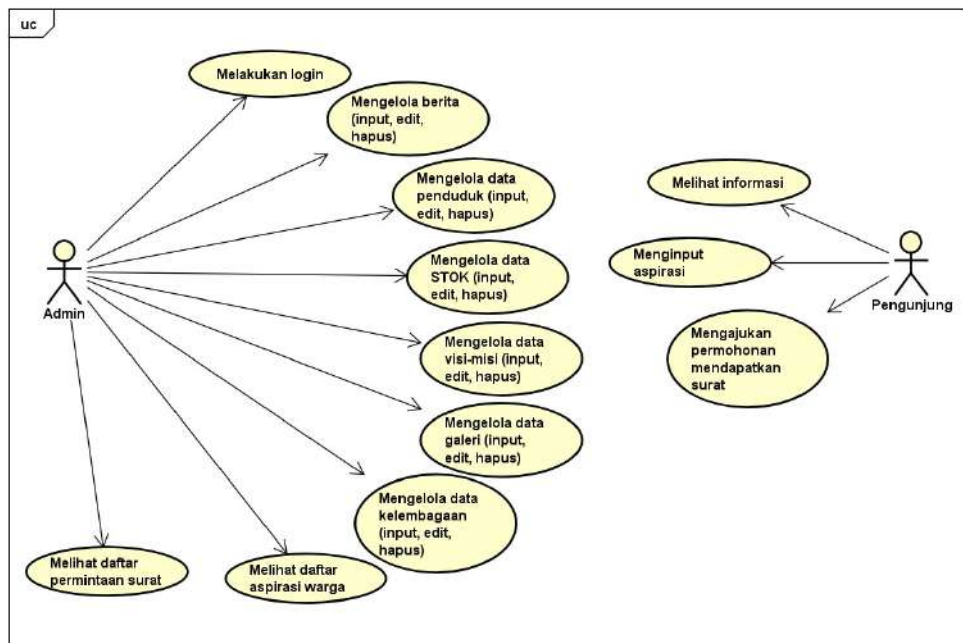 uc
Melakukan login
Mengelola berita
(input, edit,
hapus)
Mengelola data
penduduk (input,
edit, hapus)
Mengelola data
STOK (input,
edit, hapus)
Mengelola data
visi-misi (input,
edit, hapus)
Mengelola data
galeri (input,
edit, hapus)
Mengelola data
kelembagaan
(input, edit,
hapus)
Melihat daftar
aspirasi warga
Melihat daftar
permintaan surat
Admin
Melihat informasi
Menginput
aspirasi
Mengajukan
permohonan
mendapatkan
surat
Pengunjung